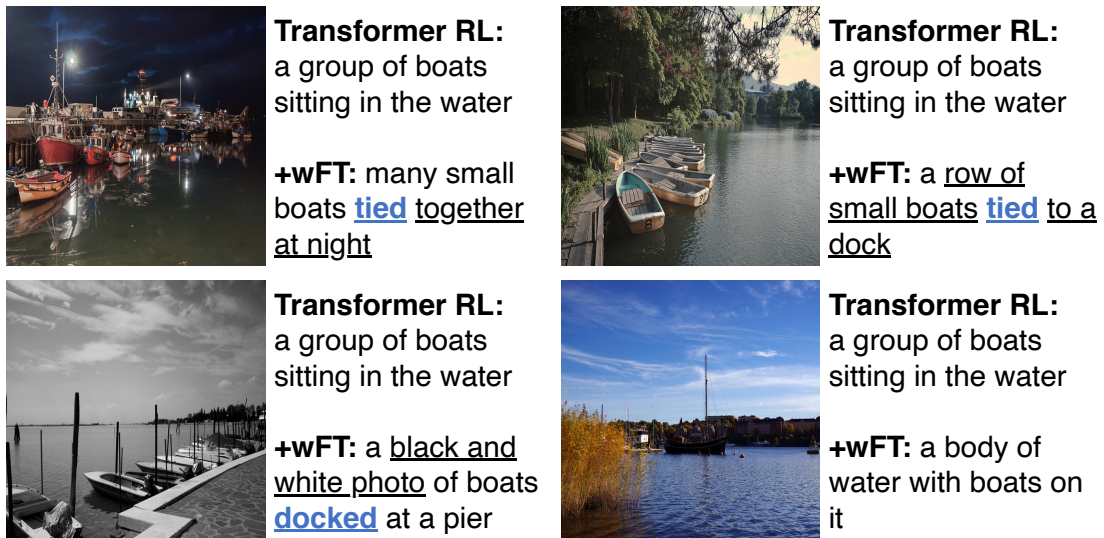 Transformer RL:
a group of boats
sitting in the water
+wFT: many small
boats tied together
at night
Transformer RL:
a group of boats
sitting in the water
+wFT: a row of
small boats tied to a
dock
Transformer RL:
a group of boats
sitting in the water
+wFT: a black and
white photo of boats
docked at a pier
Transformer RL:
a group of boats
sitting in the water
+wFT: a body of
water with boats on
it